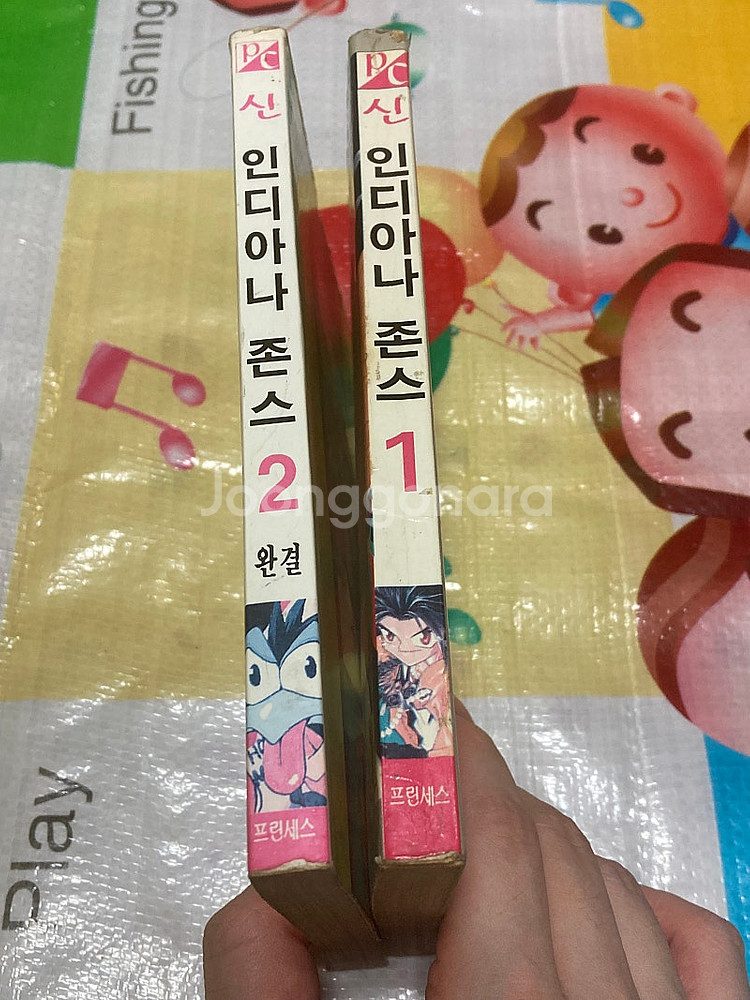 Fishing
PC
신
인디아나 존스
2
완결
프린세스
PC
신
인디아나 존스
1
프린세스
Joonggonara
Play